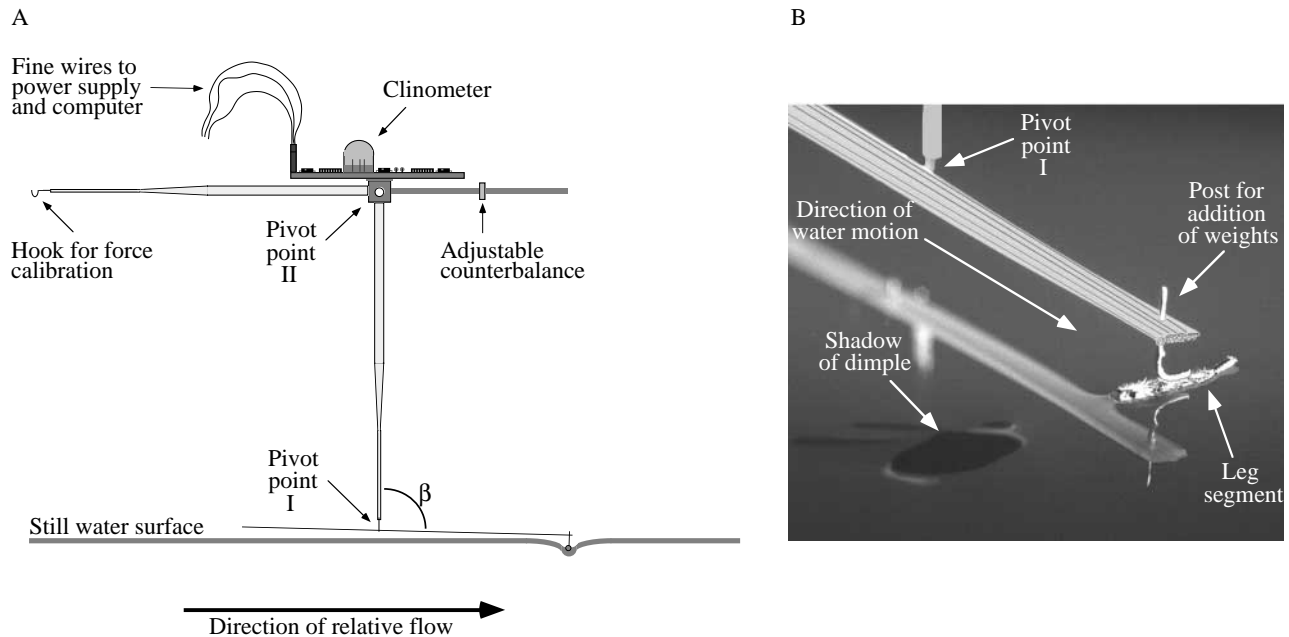 A
Fine wires to
power supply
and computer
Clinometer
Hook for force
calibration
Pivot
point
II
Adjustable
counterbalance
Pivot
point
I
β
Still water surface
Direction of relative flow
B
Pivot
point
I
Post for
addition
of weights
Direction of
water motion
Shadow
of dimple
Leg
segment